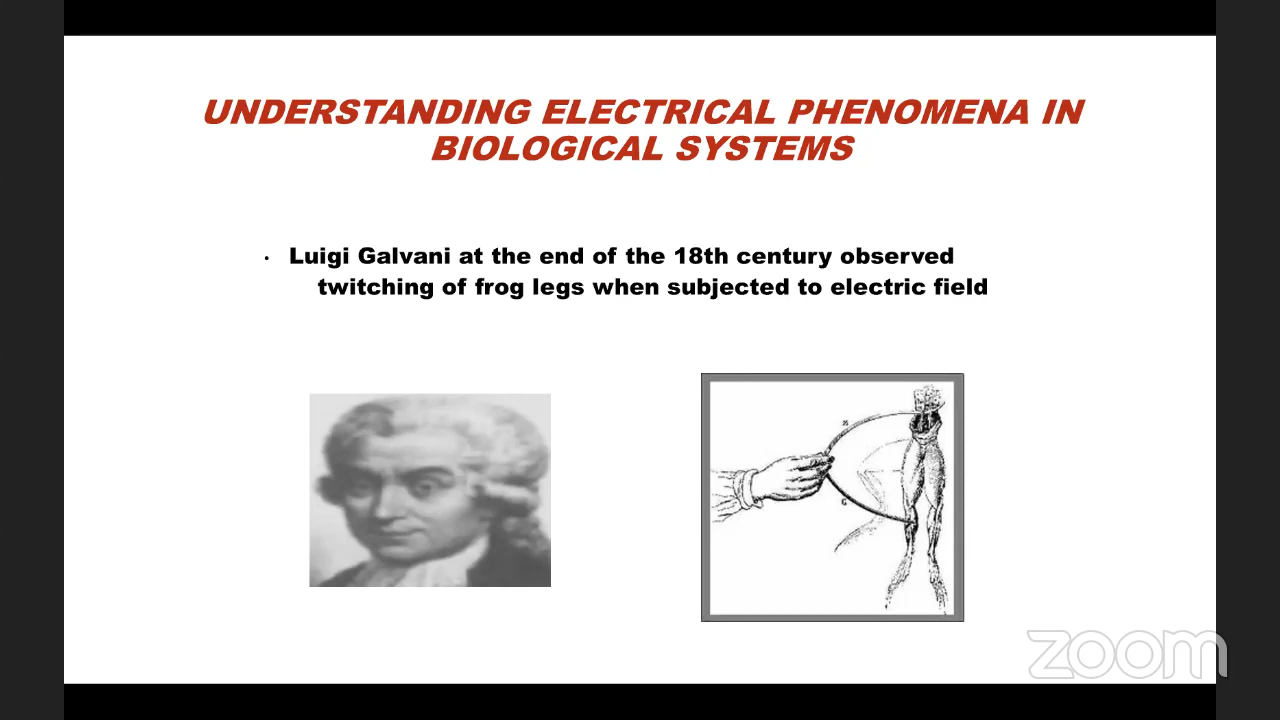 UNDERSTANDING ELECTRICAL PHENOMENA IN
BIOLOGICAL SYSTEMS
• Luigi Galvani at the end of the 18th century observed
twitching of frog legs when subjected to electric field
zoom